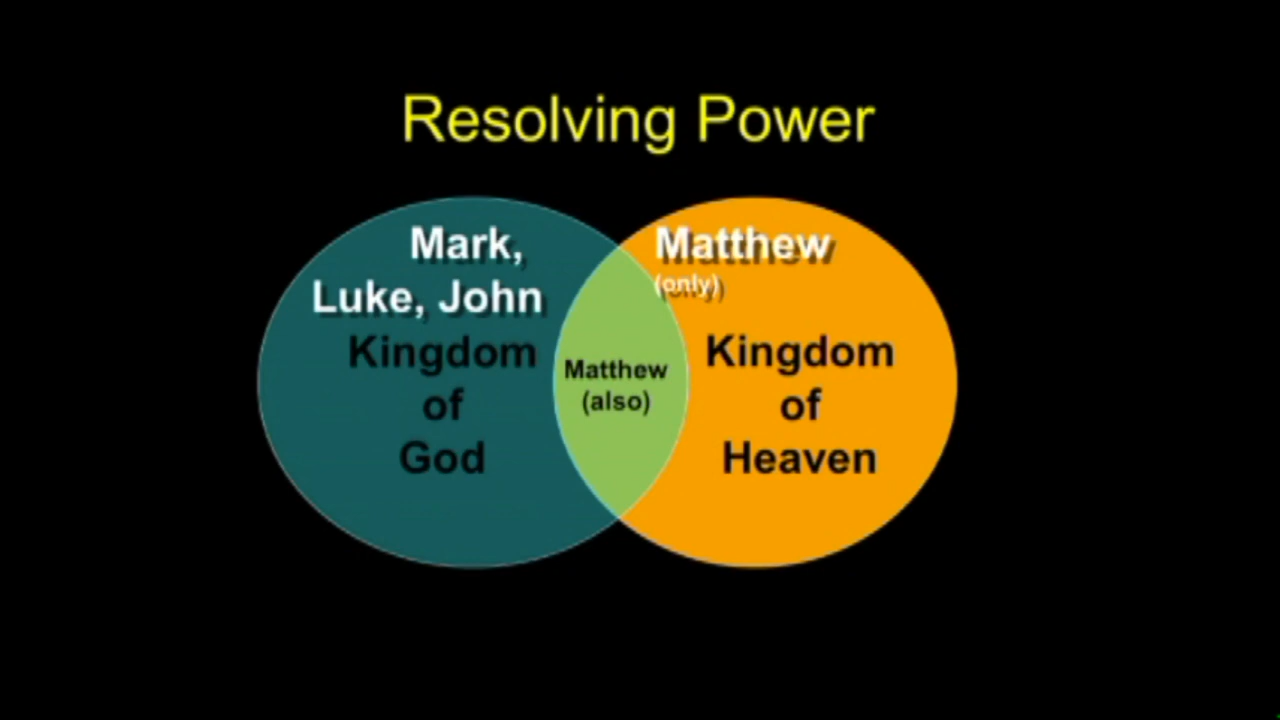 Resolving Power
Mark,
Luke, John
Kingdom
of
God
Matthew
(also)
Matthew
(only)
Kingdom
of
Heaven